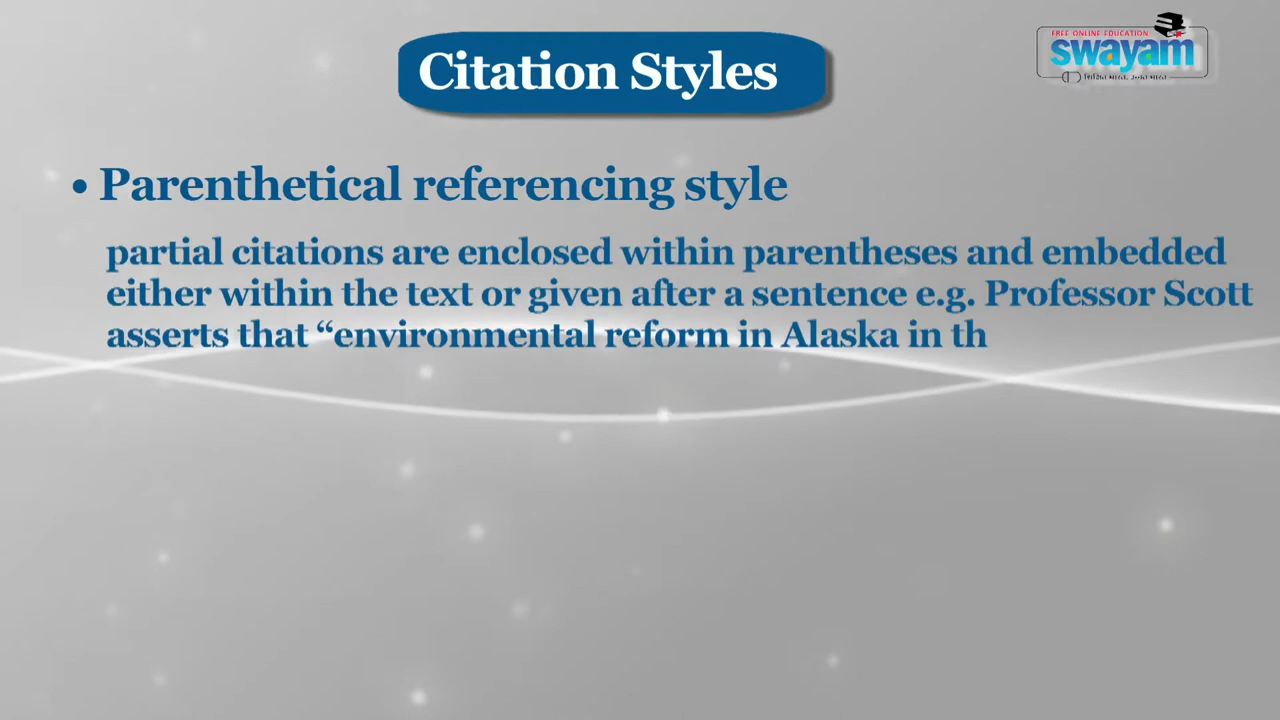 Citation Styles
FREE ONLINE EDUCATION
swayam
• Parenthetical referencing style
partial citations are enclosed within parentheses and embedded
either within the text or given after a sentence e.g. Professor Scott
asserts that “environmental reform in Alaska in th